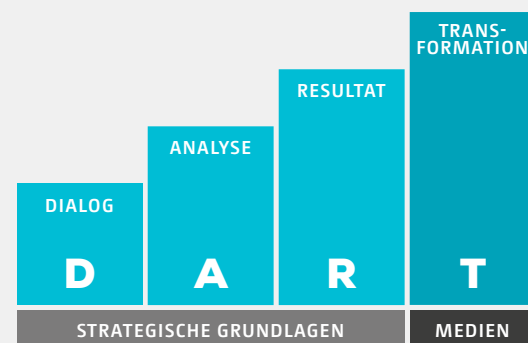 TRANS-
FORMATION
RESULTAT
ANALYSE
DIALOG
D A R T
STRATEGISCHE GRUNDLAGEN MEDIEN